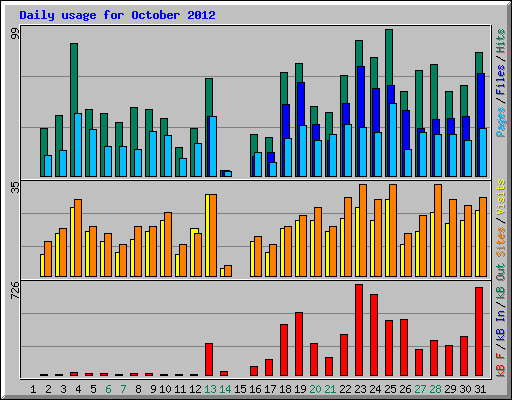 Daily usage for October 2012
99
Pages / Files / Hits
35
Sites / Visits
726
kB F / kB In / kB Out
1 2 3 4 5 6 7 8 9 10 11 12 13 14 15 16 17 18 19 20 21 22 23 24 25 26 27 28 29 30 31